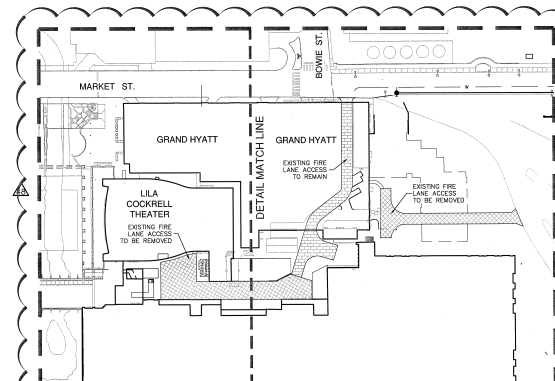 BOWIE ST.
MARKET ST.
W
GRAND HYATT
DETAIL MATCH LINE
GRAND HYATT
EXISTING FIRE
LANE ACCESS
TO REMAIN
LILA
COCKRELL
THEATER
EXISTING FIRE
LANE ACCESS
TO BE REMOVED
EXISTING FIRE
LANE ACCESS
TO BE REMOVED